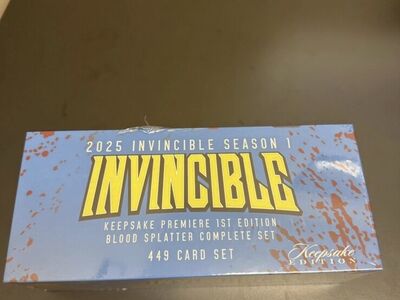 2025 INVINCIBLE SEASON 1
INVINCIBLE
KEEPSAKE PREMIERE 1ST EDITION
BLOOD SPLATTER COMPLETE SET
449 CARD SET
Keepsake
EDITION